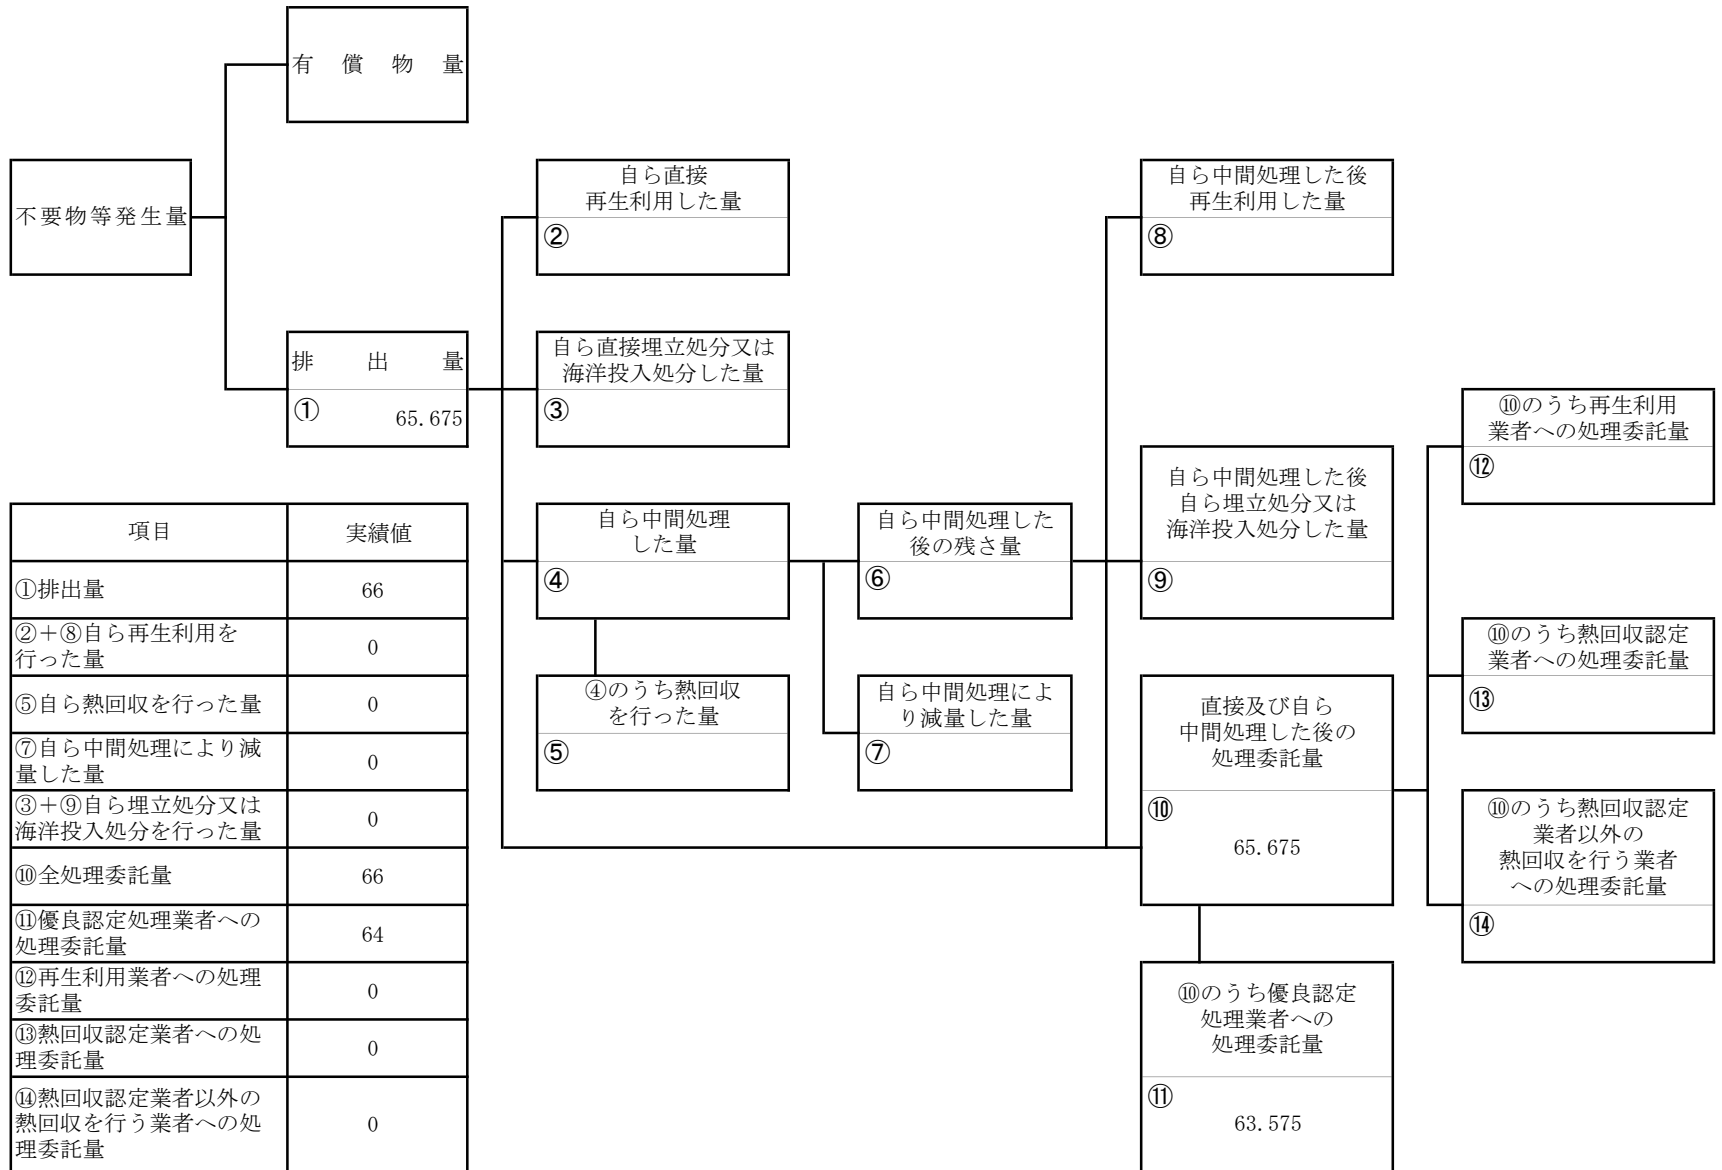 有償物量
不要物等発生量
排出量
① 65.675
自ら直接
再生利用した量
②
自ら直接埋立処分又は
海洋投入処分した量
③
自ら中間処理
した量
④
④のうち熱回収
を行った量
⑤
自ら中間処理した
後の残さ量
⑥
自ら中間処理によ
り減量した量
⑦
自ら中間処理した後
再生利用した量
⑧
自ら中間処理した後
自ら埋立処分又は
海洋投入処分した量
⑨
直接及び自ら
中間処理した後の
処理委託量
⑩
65.675
⑩のうち優良認定
処理業者への
処理委託量
⑪
63.575
⑩のうち再生利用
業者への処理委託量
⑫
⑩のうち熱回収認定
業者への処理委託量
⑬
⑩のうち熱回収認定
業者以外の
熱回収を行う業者
への処理委託量
⑭
項目 実績値
①排出量 66
②＋⑧自ら再生利用を
行った量 0
⑤自ら熱回収を行った量 0
⑦自ら中間処理により減
量した量 0
③＋⑨自ら埋立処分又は
海洋投入処分を行った量 0
⑩全処理委託量 66
⑪優良認定処理業者への
処理委託量 64
⑫再生利用業者への処理
委託量 0
⑬熱回収認定業者への処
理委託量 0
⑭熱回収認定業者以外の
熱回収を行う業者への処
理委託量 0